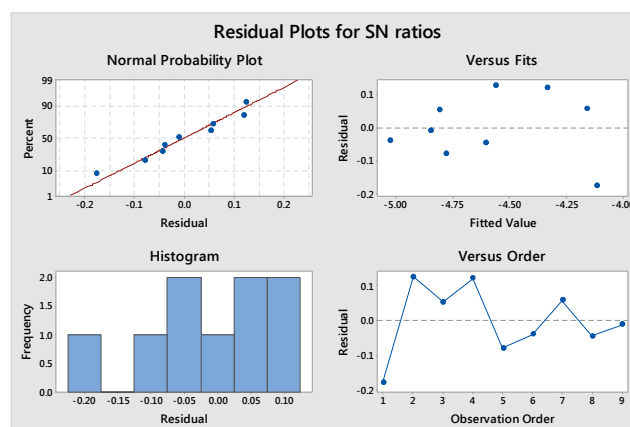 Residual Plots for SN ratios
Normal Probability Plot
99
90
50
10
1
Percent
-0.2 -0.1 0.0 0.1 0.2
Residual
Versus Fits
0.1
0.0
-0.1
-0.2
Residual
-5.00 -4.75 -4.50 -4.25 -4.00
Fitted Value
Histogram
2.0
1.5
1.0
0.5
0.0
Frequency
-0.20 -0.15 -0.10 -0.05 0.00 0.05 0.10
Residual
Versus Order
0.1
0.0
-0.1
-0.2
Residual
1 2 3 4 5 6 7 8 9
Observation Order